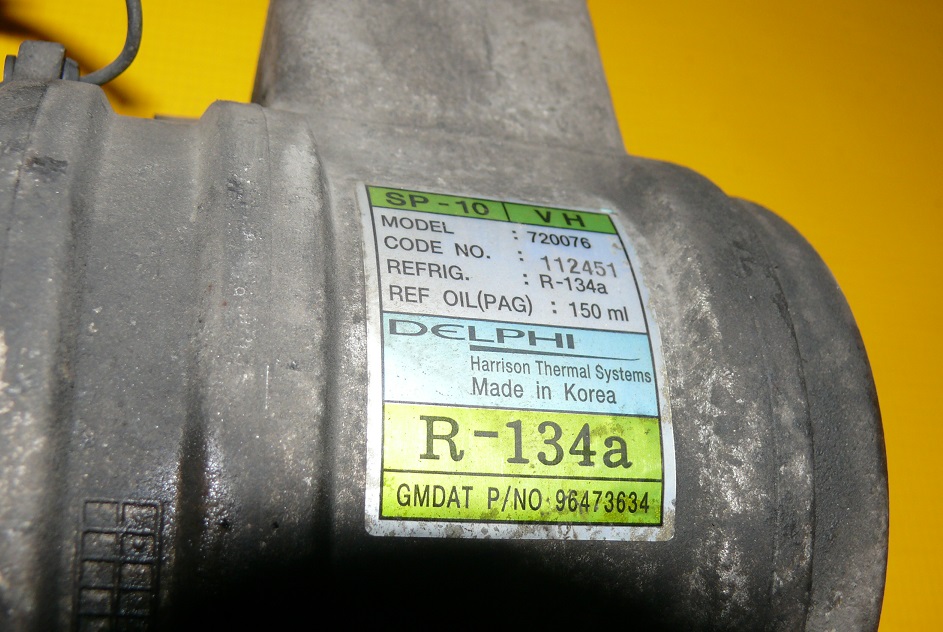 SP-10 | VH
MODEL : 720076
CODE NO. : 112451
REFRIG. : R-134a
REF OIL(PAG) : 150 ml
DELPHI
Harrison Thermal Systems
Made in Korea
R-134a
GMDAT P/NO 96473634